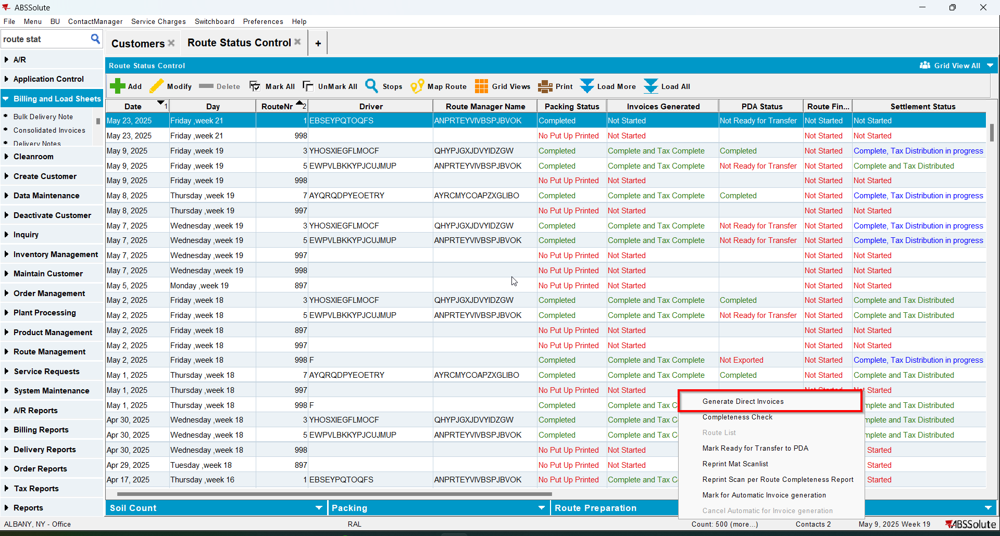 ABSSolute
File Menu BU ContactManager Service Charges Switchboard Preferences Help
route stat
Customers Route Status Control +
Route Status Control Grid View All
Add Modify Delete Mark All UnMark All Stops Map Route Grid Views Print Load More Load All
A/R
Application Control
Billing and Load Sheets
Bulk Delivery Note
Consolidated Invoices
Delivery Notes
Cleanroom
Create Customer
Data Maintenance
Deactivate Customer
Inquiry
Inventory Management
Maintain Customer
Order Management
Plant Processing
Product Management
Route Management
Service Requests
System Maintenance
A/R Reports
Billing Reports
Delivery Reports
Order Reports
Tax Reports
Reports
Date 1 Day RouteNr 2 Driver Route Manager Name Packing Status Invoices Generated PDA Status Route Fin... Settlement Status
May 23, 2025 Friday ,week 21 1 EBSEYPQTOQFS ANPRTEYVIVBSPJBVOK Completed Not Started Not Ready for Transfer Not Started Not Started
May 23, 2025 Friday ,week 21 998 No Put Up Printed Not Started Not Started Not Started
May 9, 2025 Friday ,week 19 3 YHOSXIEGFLMOCF QHYPJGXJDVYIDZGW Completed Complete and Tax Complete Completed Not Started Complete, Tax Distribution in progress
May 9, 2025 Friday ,week 19 5 EWPVLBKKYPJCUJMUP ANPRTEYVIVBSPJBVOK Completed Complete and Tax Complete Not Ready for Transfer Not Started Complete and Tax Distributed
May 9, 2025 Friday ,week 19 998 No Put Up Printed Not Started Not Started Not Started
May 8, 2025 Thursday ,week 19 7 AYQRQDPYEOETRY AYRCMYCOAPZXGLIBO Completed Complete and Tax Complete Completed Not Started Complete, Tax Distribution in progress
May 8, 2025 Thursday ,week 19 997 No Put Up Printed Not Started Not Started Not Started
May 7, 2025 Wednesday ,week 19 3 YHOSXIEGFLMOCF QHYPJGXJDVYIDZGW Completed Complete and Tax Complete Not Ready for Transfer Not Started Complete, Tax Distribution in progress
May 7, 2025 Wednesday ,week 19 5 EWPVLBKKYPJCUJMUP ANPRTEYVIVBSPJBVOK Completed Complete and Tax Complete Not Ready for Transfer Not Started Complete, Tax Distribution in progress
May 7, 2025 Wednesday ,week 19 997 No Put Up Printed Not Started Not Started Not Started
May 7, 2025 Wednesday ,week 19 998 No Put Up Printed Not Started Not Started Not Started
May 5, 2025 Monday ,week 19 897 No Put Up Printed Not Started Not Started Not Started
May 2, 2025 Friday ,week 18 3 YHOSXIEGFLMOCF QHYPJGXJDVYIDZGW Completed Complete and Tax Complete Completed Not Started Complete and Tax Distributed
May 2, 2025 Friday ,week 18 5 EWPVLBKKYPJCUJMUP ANPRTEYVIVBSPJBVOK Completed Complete and Tax Complete Not Ready for Transfer Not Started Complete and Tax Distributed
May 2, 2025 Friday ,week 18 897 No Put Up Printed Not Started Not Started Not Started
May 2, 2025 Friday ,week 18 997 No Put Up Printed Not Started Not Started Not Started
May 2, 2025 Friday ,week 18 998 F Completed Complete and Tax Complete Not Exported Not Started Complete, Tax Distribution in progress
May 1, 2025 Thursday ,week 18 7 AYQRQDPYEOETRY AYRCMYCOAPZXGLIBO Completed Complete and Tax Complete Completed Not Started Complete and Tax Distributed
May 1, 2025 Thursday ,week 18 997 No Put Up Printed Not Started Not Started Not Started
May 1, 2025 Thursday ,week 18 998 F Completed Complete and Tax C mplete and Tax Distributed
Apr 30, 2025 Wednesday ,week 18 3 YHOSXIEGFLMOCF QHYPJGXJDVYIDZGW Completed Complete and Tax C mplete and Tax Distributed
Apr 30, 2025 Wednesday ,week 18 5 EWPVLBKKYPJCUJMUP ANPRTEYVIVBSPJBVOK Completed Complete and Tax C mplete and Tax Distributed
Apr 30, 2025 Wednesday ,week 18 998 No Put Up Printed Not Started Started
Apr 29, 2025 Tuesday ,week 18 897 No Put Up Printed Not Started Started
Apr 17, 2025 Thursday ,week 16 1 EBSEYPQTOQFS ANPRTEYVIVBSPJBVOK No Put Up Printed Complete and Tax C Started
Generate Direct Invoices
Completeness Check
Route List
Mark Ready for Transfer to PDA
Reprint Mat Scanlist
Reprint Scan per Route Completeness Report
Mark for Automatic Invoice generation
Cancel Automatic for Invoice generation
Soil Count Packing Route Preparation
ALBANY, NY - Office RAL Count: 500 (more...) Contacts 2 May 9, 2025 Week 19 ABSSolute